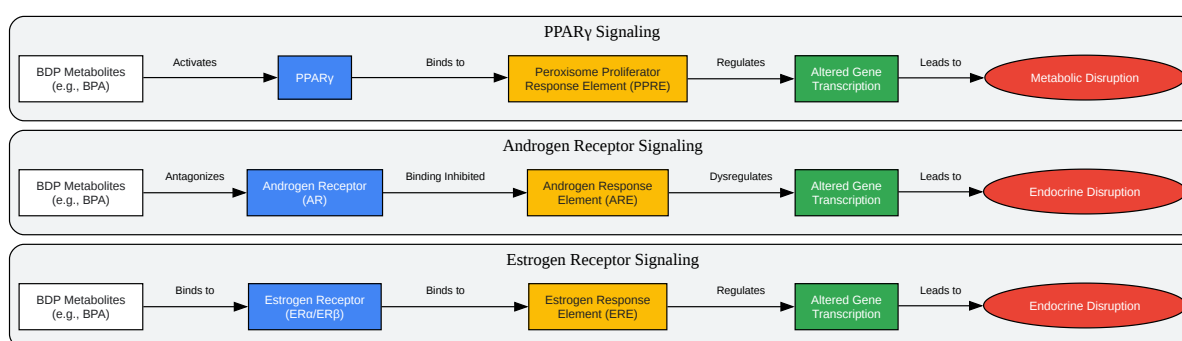 PPARγ Signaling
BDP Metabolites
(e.g., BPA)
Activates
PPARγ
Binds to
Peroxisome Proliferator
Response Element (PPRE)
Regulates
Altered Gene
Transcription
Leads to
Metabolic Disruption
Androgen Receptor Signaling
BDP Metabolites
(e.g., BPA)
Antagonizes
Androgen Receptor
(AR)
Binding Inhibited
Androgen Response
Element (ARE)
Dysregulates
Altered Gene
Transcription
Leads to
Endocrine Disruption
Estrogen Receptor Signaling
BDP Metabolites
(e.g., BPA)
Binds to
Estrogen Receptor
(ERα/ERβ)
Binds to
Estrogen Response
Element (ERE)
Regulates
Altered Gene
Transcription
Leads to
Endocrine Disruption